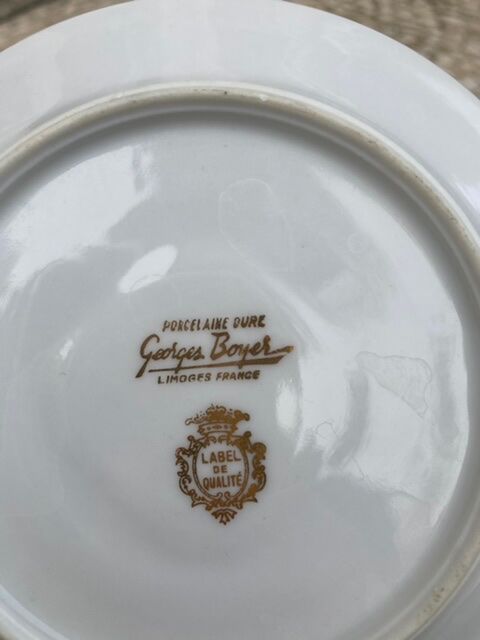 PORCELAINE DURE
Georges Boyer
LIMOGES FRANCE
LABEL
DE
QUALITÉ